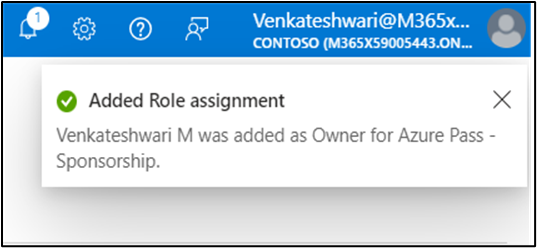 1
Venkateshwari@M365x...
CONTOSO (M365X59005443.ON...
Added Role assignment
Venkateshwari M was added as Owner for Azure Pass -
Sponsorship.